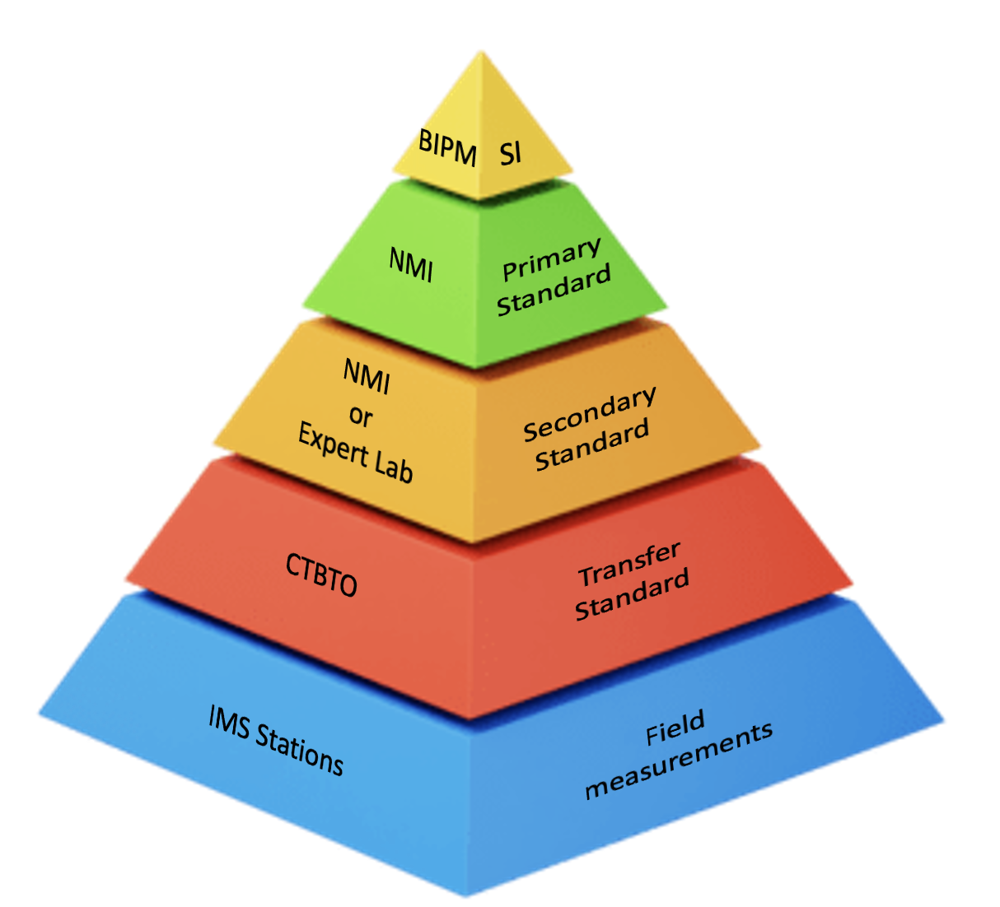 BIPM SI
NMI
Primary
Standard
NMI
or
Expert Lab
Secondary
Standard
CTBTO
Transfer
Standard
IMS Stations
Field
measurements